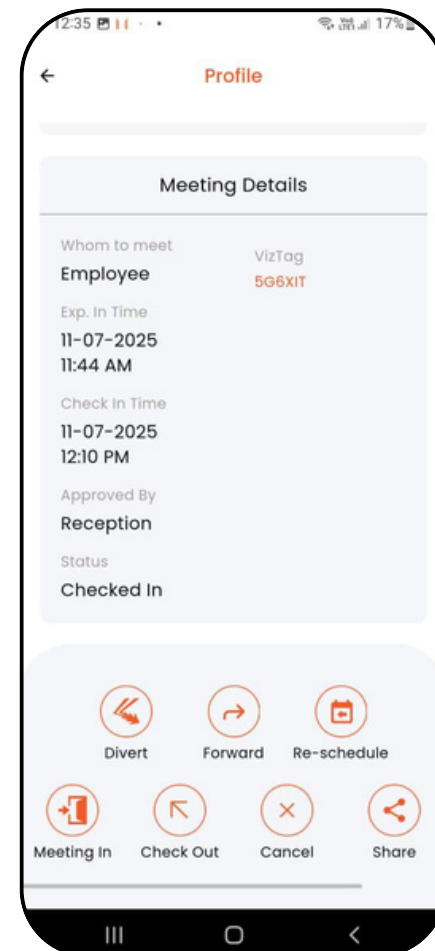 12:35 17%
Profile
Meeting Details
Whom to meet
Employee
VizTag
5G6XIT
Exp. In Time
11-07-2025
11:44 AM
Check In Time
11-07-2025
12:10 PM
Approved By
Reception
Status
Checked In
Divert Forward Re-schedule
Meeting In Check Out Cancel Share